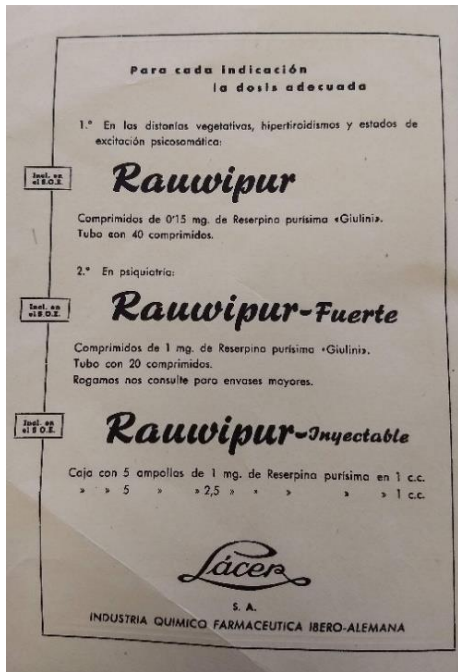 Para cada indicación
la dosis adecuada
1.º En las distonías vegetativas, hipertiroidismos y estados de
excitación psicosomática:
Incl. en
el S.O.E.
Rauwipur
Comprimidos de 0'15 mg. de Reserpina purísima «Giulini».
Tubo con 40 comprimidos.
2.º En psiquiatría:
Incl. en
el S.O.E.
Rauwipur-Fuerte
Comprimidos de 1 mg. de Reserpina purísima «Giulini».
Tubo con 20 comprimidos.
Rogamos nos consulte para envases mayores.
Incl. en
el S.O.E.
Rauwipur-Inyectable
Caja con 5 ampollas de 1 mg. de Reserpina purísima en 1 c.c.
» » 5 » » 2,5 » » » » » 1 c.c.
Lácer
S. A.
INDUSTRIA QUIMICO FARMACEUTICA IBERO-ALEMANA